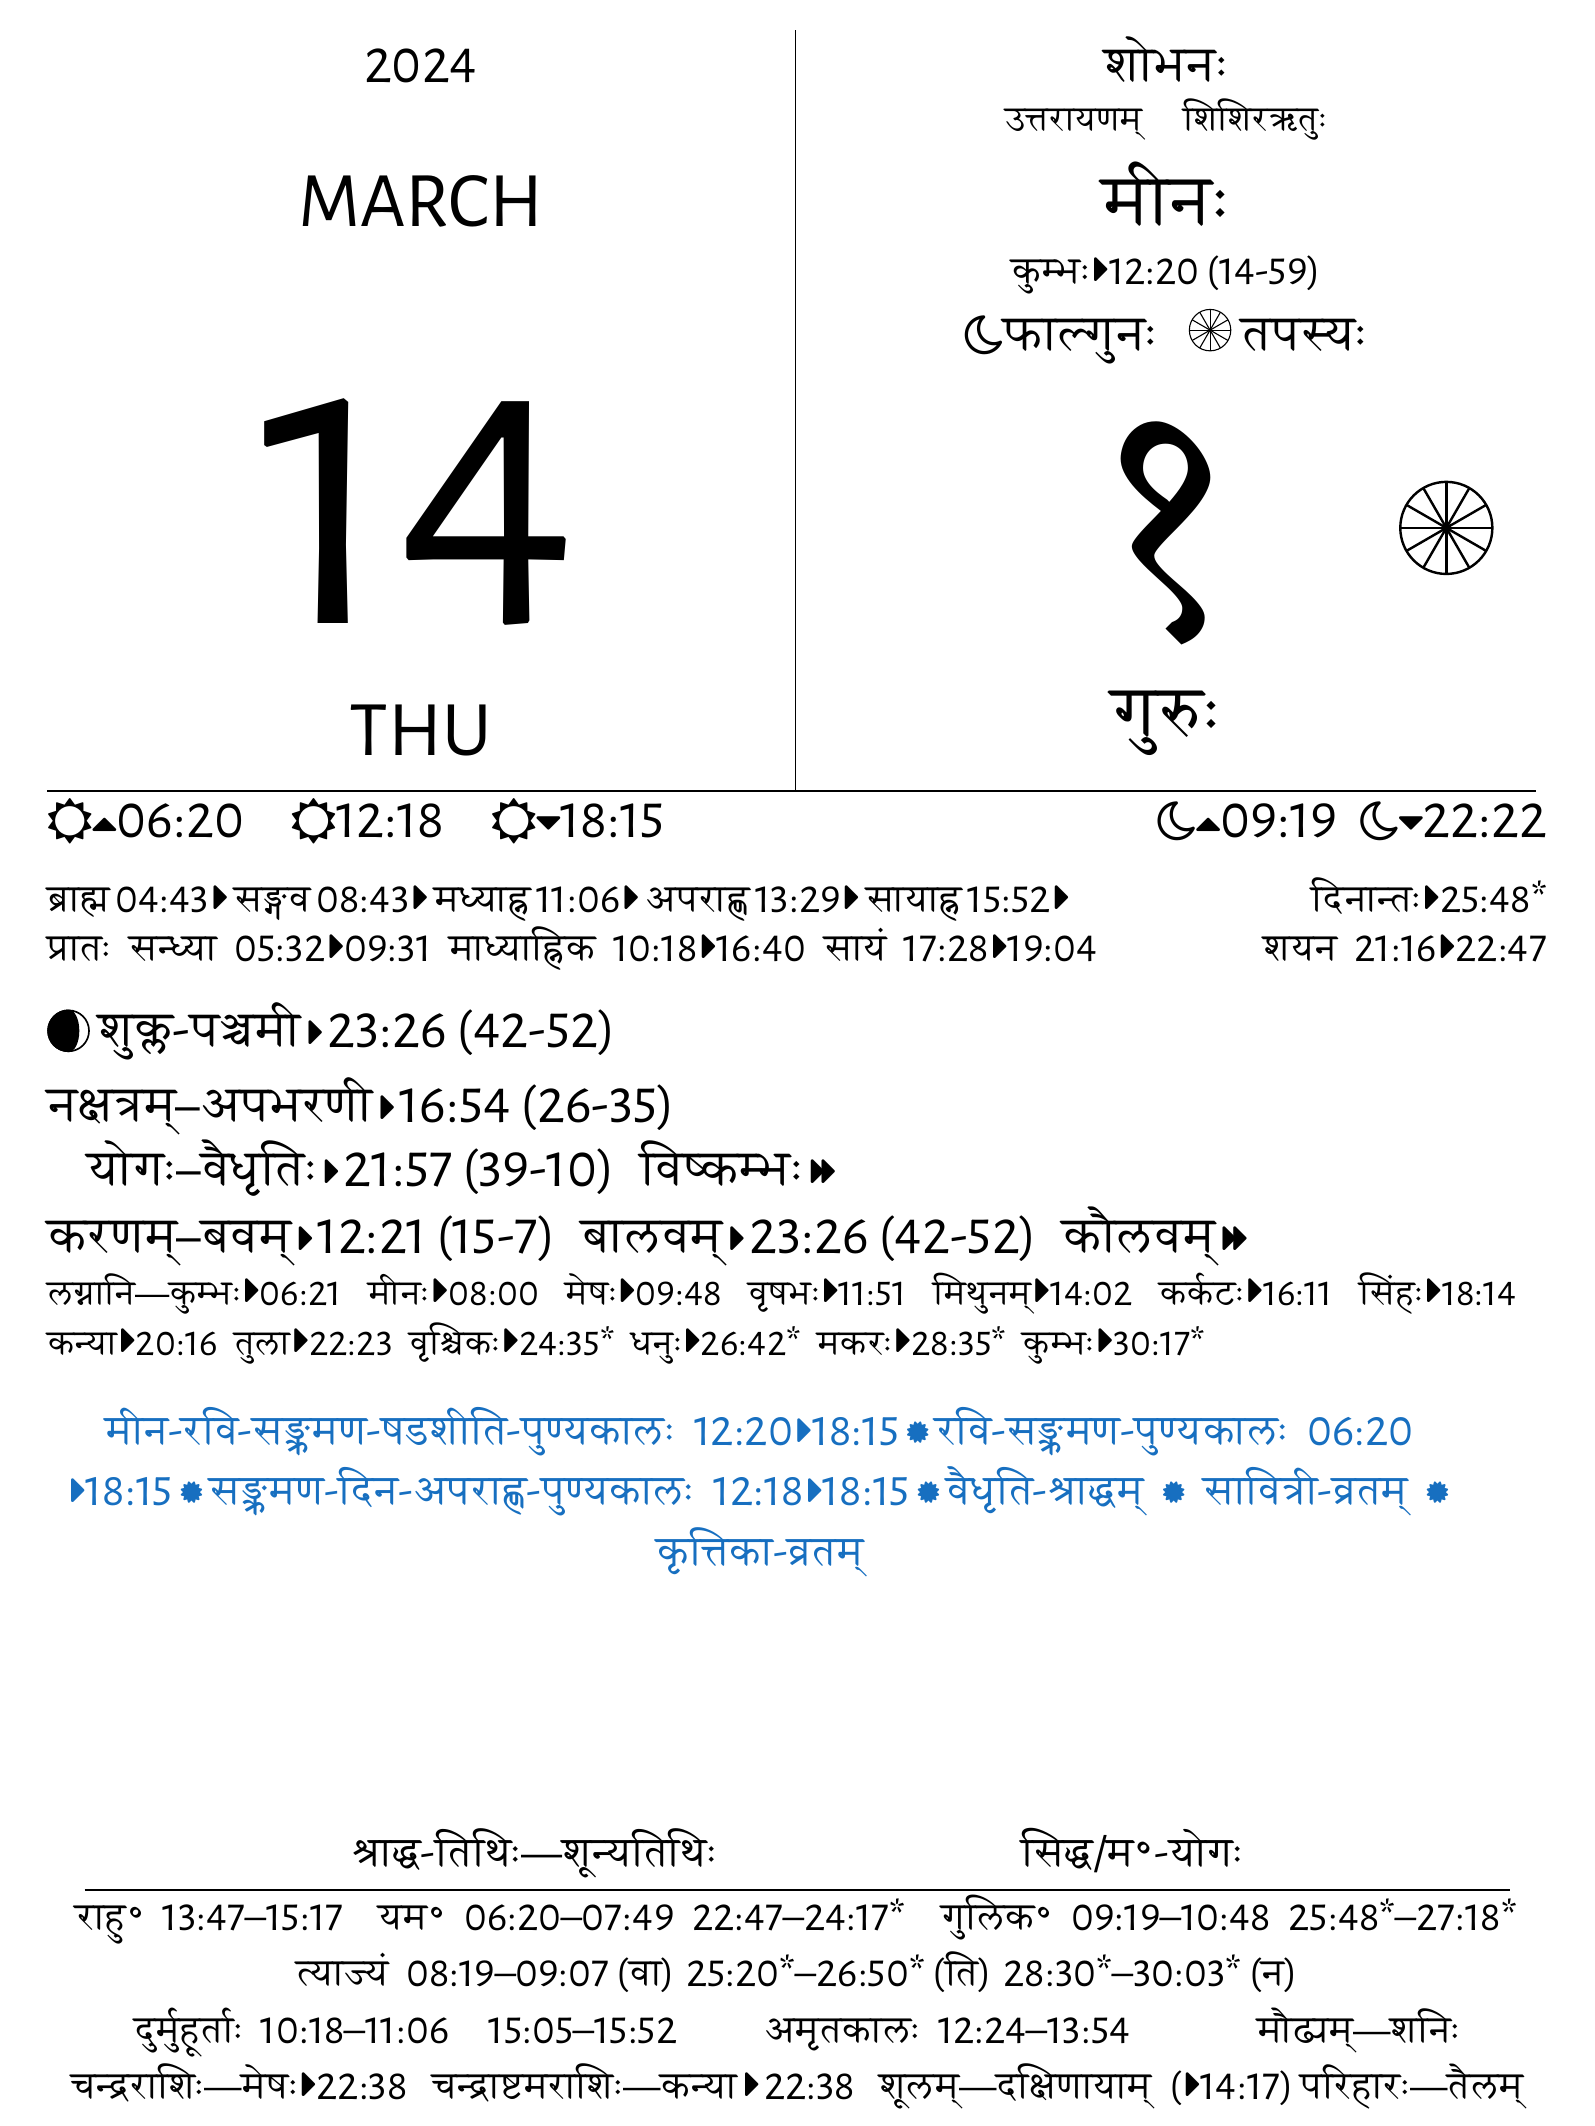 2024
MARCH
14
THU
शोभनः
उत्तरायणम् शिशिरऋतुः
मीनः
कुम्भः12:20 (14-59)
फाल्गुनः तपस्यः
१
गुरुः
06:20 12:18 18:15 09:19 22:22
ब्राह्म 04:43 सङ्गव 08:43 मध्याह्न 11:06 अपराह्ण 13:29 सायाह्न 15:52 दिनान्तः25:48*
प्रातः सन्ध्या 05:32 09:31 माध्याह्निक 10:18 16:40 सायं 17:28 19:04 शयन 21:16 22:47
शुक्ल-पञ्चमी 23:26 (42-52)
नक्षत्रम्–अपभरणी 16:54 (26-35)
योगः–वैधृतिः 21:57 (39-10) विष्कम्भः
करणम्–बवम् 12:21 (15-7) बालवम् 23:26 (42-52) कौलवम्
लग्नानि—कुम्भः 06:21 मीनः 08:00 मेषः 09:48 वृषभः 11:51 मिथुनम् 14:02 कर्कटः 16:11 सिंहः 18:14
कन्या 20:16 तुला 22:23 वृश्चिकः 24:35* धनुः 26:42* मकरः 28:35* कुम्भः 30:17*
मीन-रवि-सङ्क्रमण-षडशीति-पुण्यकालः 12:20 18:15 रवि-सङ्क्रमण-पुण्यकालः 06:20
18:15 सङ्क्रमण-दिन-अपराह्ण-पुण्यकालः 12:18 18:15 वैधृति-श्राद्धम् सावित्री-व्रतम्
कृत्तिका-व्रतम्
श्राद्ध-तिथिः—शून्यतिथिः सिद्ध/म॰-योगः
राहु॰ 13:47–15:17 यम॰ 06:20–07:49 22:47–24:17* गुलिक॰ 09:19–10:48 25:48*–27:18*
त्याज्यं 08:19–09:07 (वा) 25:20*–26:50* (ति) 28:30*–30:03* (न)
दुर्मुहूर्ताः 10:18–11:06 15:05–15:52 अमृतकालः 12:24–13:54 मौढ्यम्—शनिः
चन्द्रराशिः—मेषः 22:38 चन्द्राष्टमराशिः—कन्या 22:38 शूलम्—दक्षिणायाम् (14:17) परिहारः—तैलम्